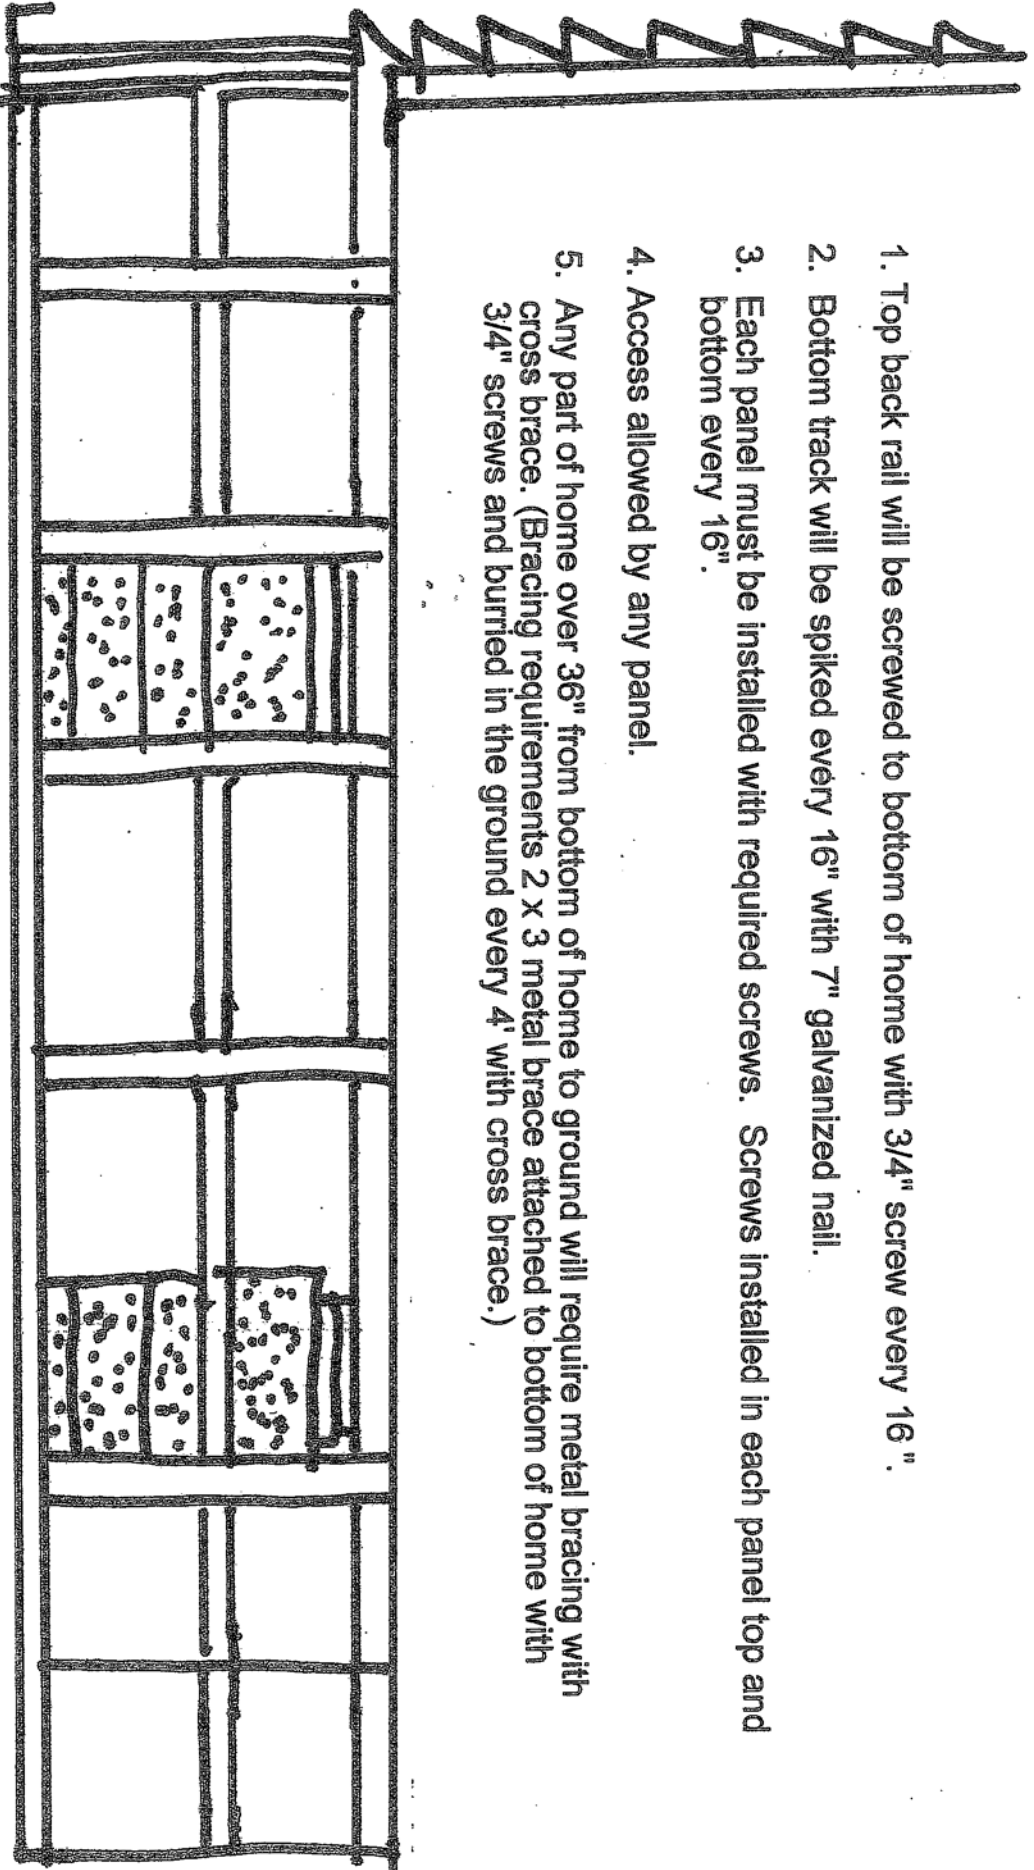 1. Top back rail will be screwed to bottom of home with 3/4" screw every 16 ".
2. Bottom track will be spiked every 16" with 7" galvanized nail.
3. Each panel must be installed with required screws. Screws installed in each panel top and
bottom every 16".
4. Access allowed by any panel.
5. Any part of home over 36" from bottom of home to ground will require metal bracing with
cross brace. (Bracing requirements 2 x 3 metal brace attached to bottom of home with
3/4" screws and burried in the ground every 4' with cross brace.)